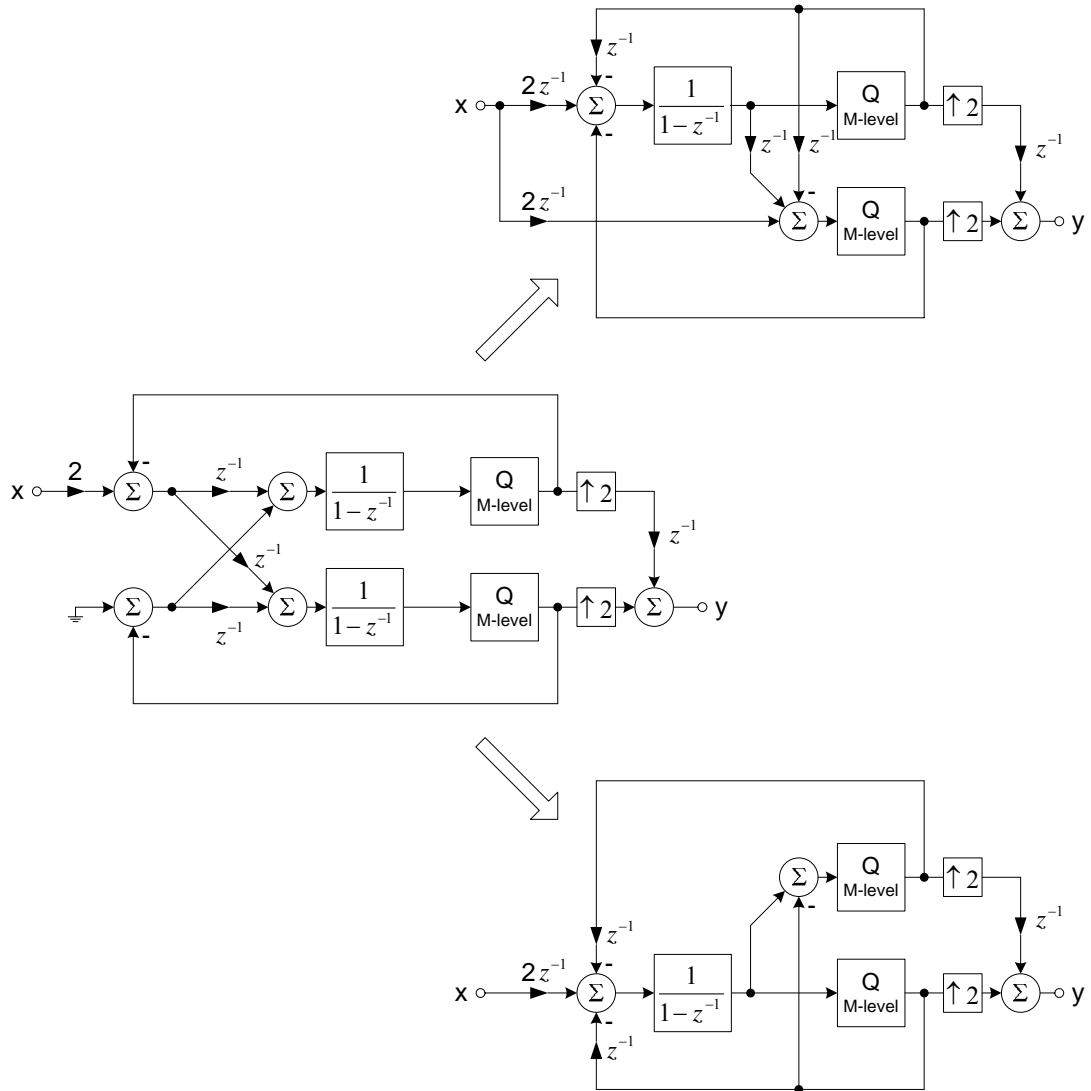 z^{-1}
x 2z^{-1} - Σ 1/(1-z^{-1}) Q M-level ↑2
- z^{-1} z^{-1} z^{-1}
2z^{-1} - Σ Q M-level ↑2 Σ y
-
x 2 Σ z^{-1} Σ 1/(1-z^{-1}) Q M-level ↑2
z^{-1} z^{-1}
Σ z^{-1} Σ 1/(1-z^{-1}) Q M-level ↑2 Σ y
-
Σ Q M-level ↑2
-
z^{-1} z^{-1}
x 2z^{-1} - Σ 1/(1-z^{-1}) Q M-level ↑2 Σ y
-
z^{-1}